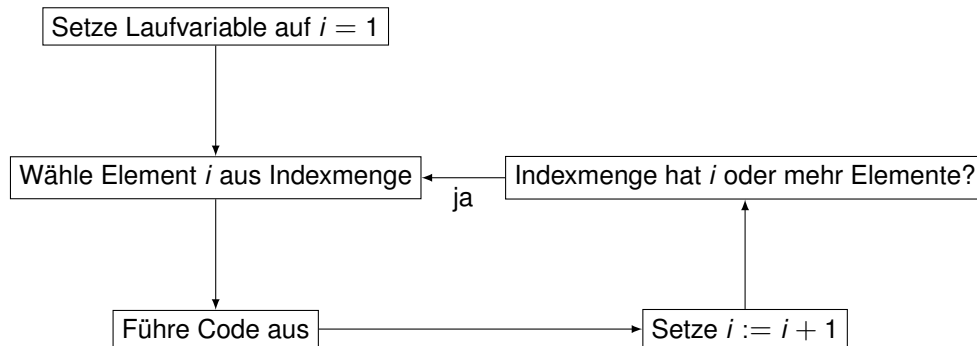 Setze Laufvariable auf i = 1
Wähle Element i aus Indexmenge
Indexmenge hat i oder mehr Elemente?
ja
Führe Code aus
Setze i := i + 1